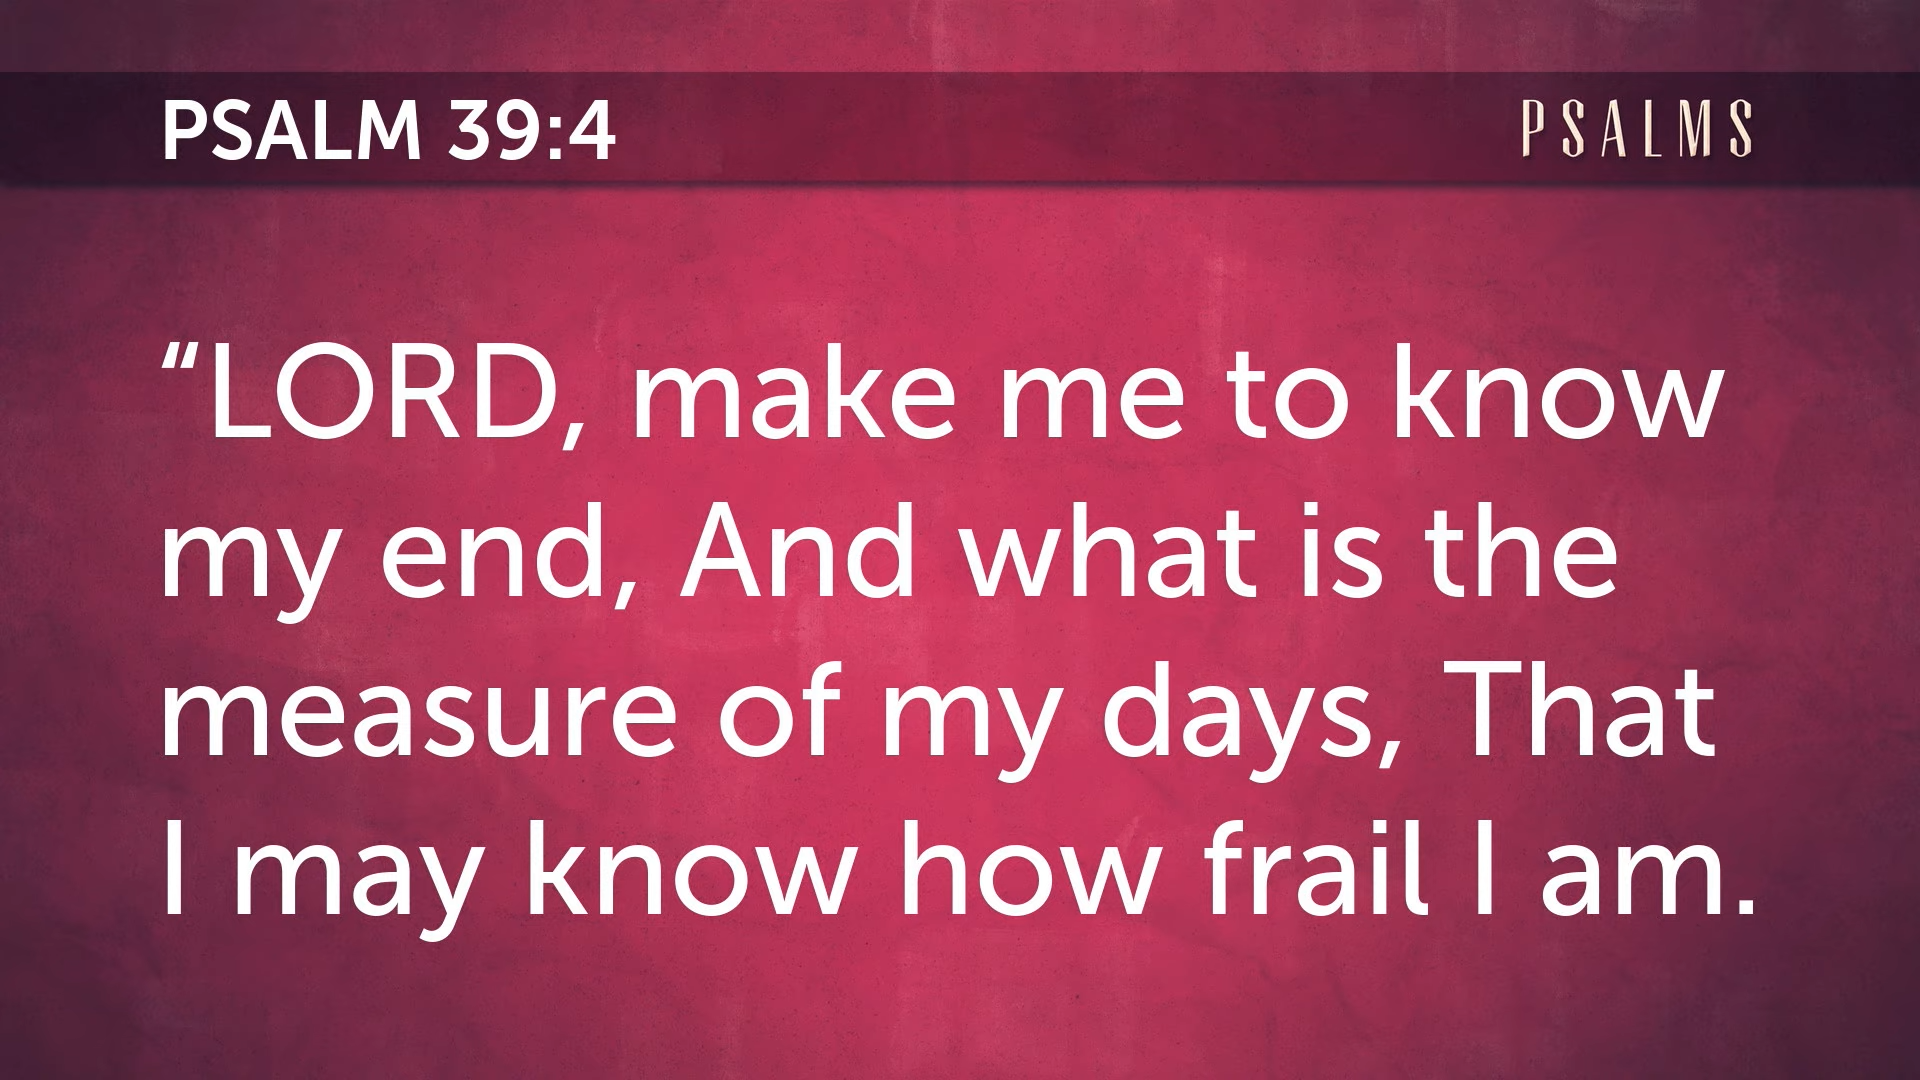 PSALM 39:4
PSALMS
“LORD, make me to know
my end, And what is the
measure of my days, That
I may know how frail I am.